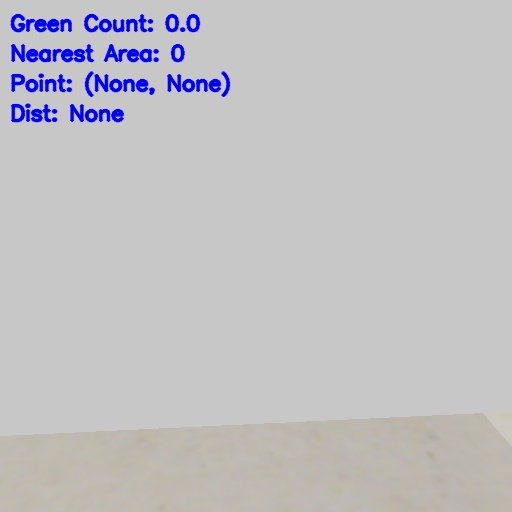 Green Count: 0.0
Nearest Area: 0
Point: (None, None)
Dist: None